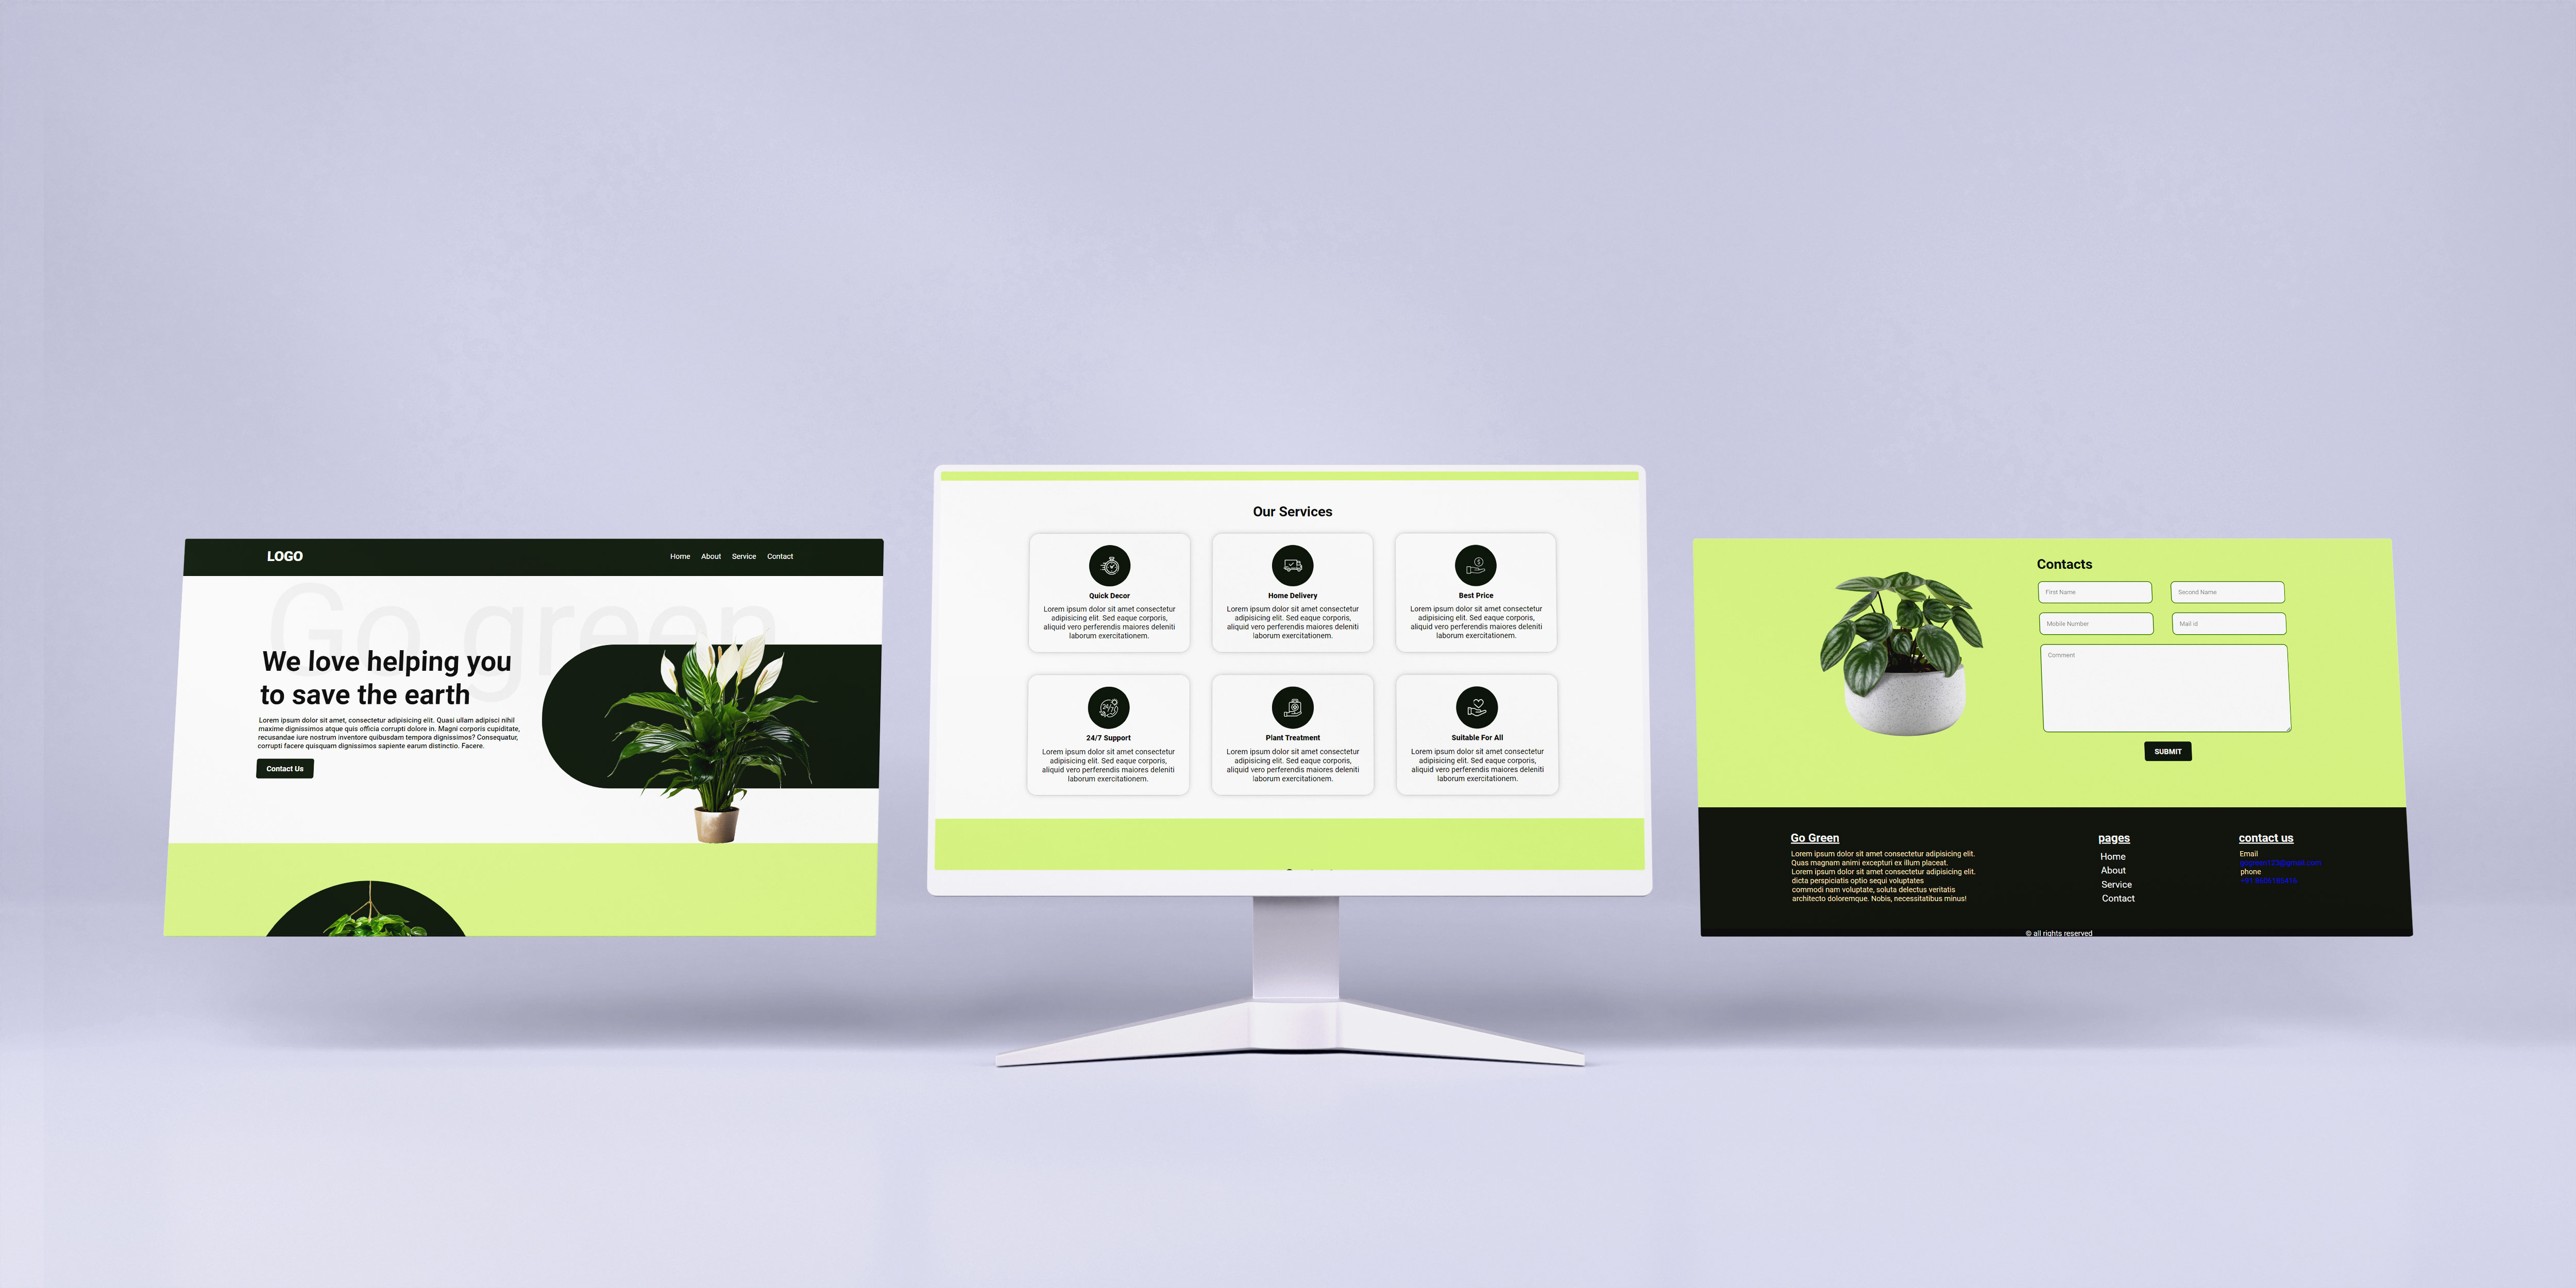 LOGO
Home About Service Contact
Go green
We love helping you
to save the earth
Lorem ipsum dolor sit amet, consectetur adipisicing elit. Quasi ullam adipisci nihil
maxime dignissimos atque quis officia corrupti dolore in. Magni corporis cupiditate,
recusandae iure nostrum inventore quibusdam tempora dignissimos? Consequatur,
corrupti facere quisquam dignissimos sapiente earum distinctio. Facere.
Contact Us
Our Services
Quick Decor
Lorem ipsum dolor sit amet consectetur
adipisicing elit. Sed eaque corporis,
aliquid vero perferendis maiores deleniti
laborum exercitationem.
Home Delivery
Lorem ipsum dolor sit amet consectetur
adipisicing elit. Sed eaque corporis,
aliquid vero perferendis maiores deleniti
laborum exercitationem.
Best Price
Lorem ipsum dolor sit amet consectetur
adipisicing elit. Sed eaque corporis,
aliquid vero perferendis maiores deleniti
laborum exercitationem.
24/7
24/7 Support
Lorem ipsum dolor sit amet consectetur
adipisicing elit. Sed eaque corporis,
aliquid vero perferendis maiores deleniti
laborum exercitationem.
Plant Treatment
Lorem ipsum dolor sit amet consectetur
adipisicing elit. Sed eaque corporis,
aliquid vero perferendis maiores deleniti
laborum exercitationem.
Suitable For All
Lorem ipsum dolor sit amet consectetur
adipisicing elit. Sed eaque corporis,
aliquid vero perferendis maiores deleniti
laborum exercitationem.
Contacts
First Name
Second Name
Mobile Number
Mail id
Comment
SUBMIT
Go Green
Lorem ipsum dolor sit amet consectetur adipisicing elit.
Quas magnam animi excepturi ex illum placeat.
Lorem ipsum dolor sit amet consectetur adipisicing elit.
dicta perspiciatis optio sequi voluptates
commodi nam voluptate, soluta delectus veritatis
architecto doloremque. Nobis, necessitatibus minus!
pages
Home
About
Service
Contact
contact us
Email
phone
© all rights reserved